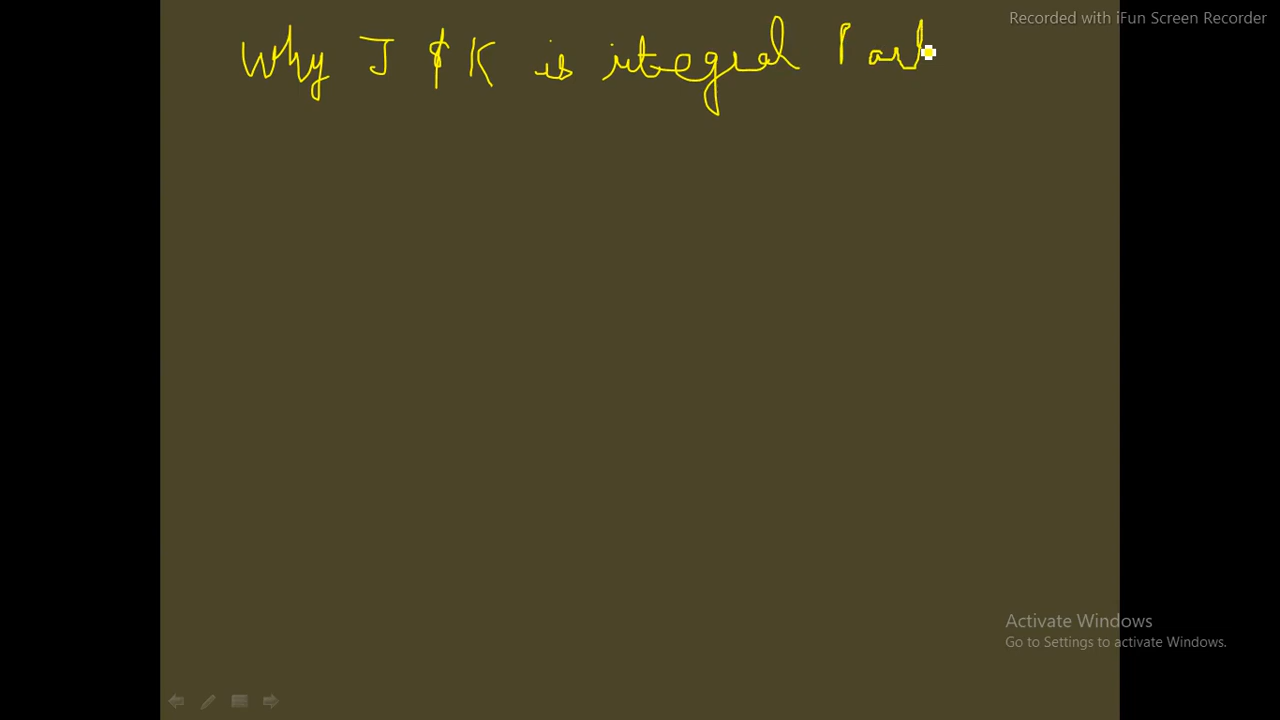 Recorded with iFun Screen Recorder
Why J & K is integral Part
Activate Windows
Go to Settings to activate Windows.